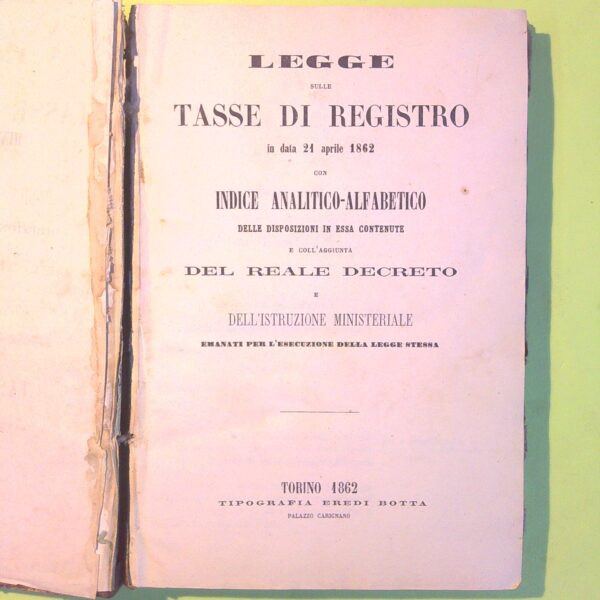 LEGGE
SULLE
TASSE DI REGISTRO
in data 21 aprile 1862
CON
INDICE ANALITICO-ALFABETICO
DELLE DISPOSIZIONI IN ESSA CONTENUTE
E COLL'AGGIUNTA
DEL REALE DECRETO
E
DELL'ISTRUZIONE MINISTERIALE
EMANATI PER L'ESECUZIONE DELLA LEGGE STESSA
TORINO 1862
TIPOGRAFIA EREDI BOTTA
PALAZZO CARIGNANO